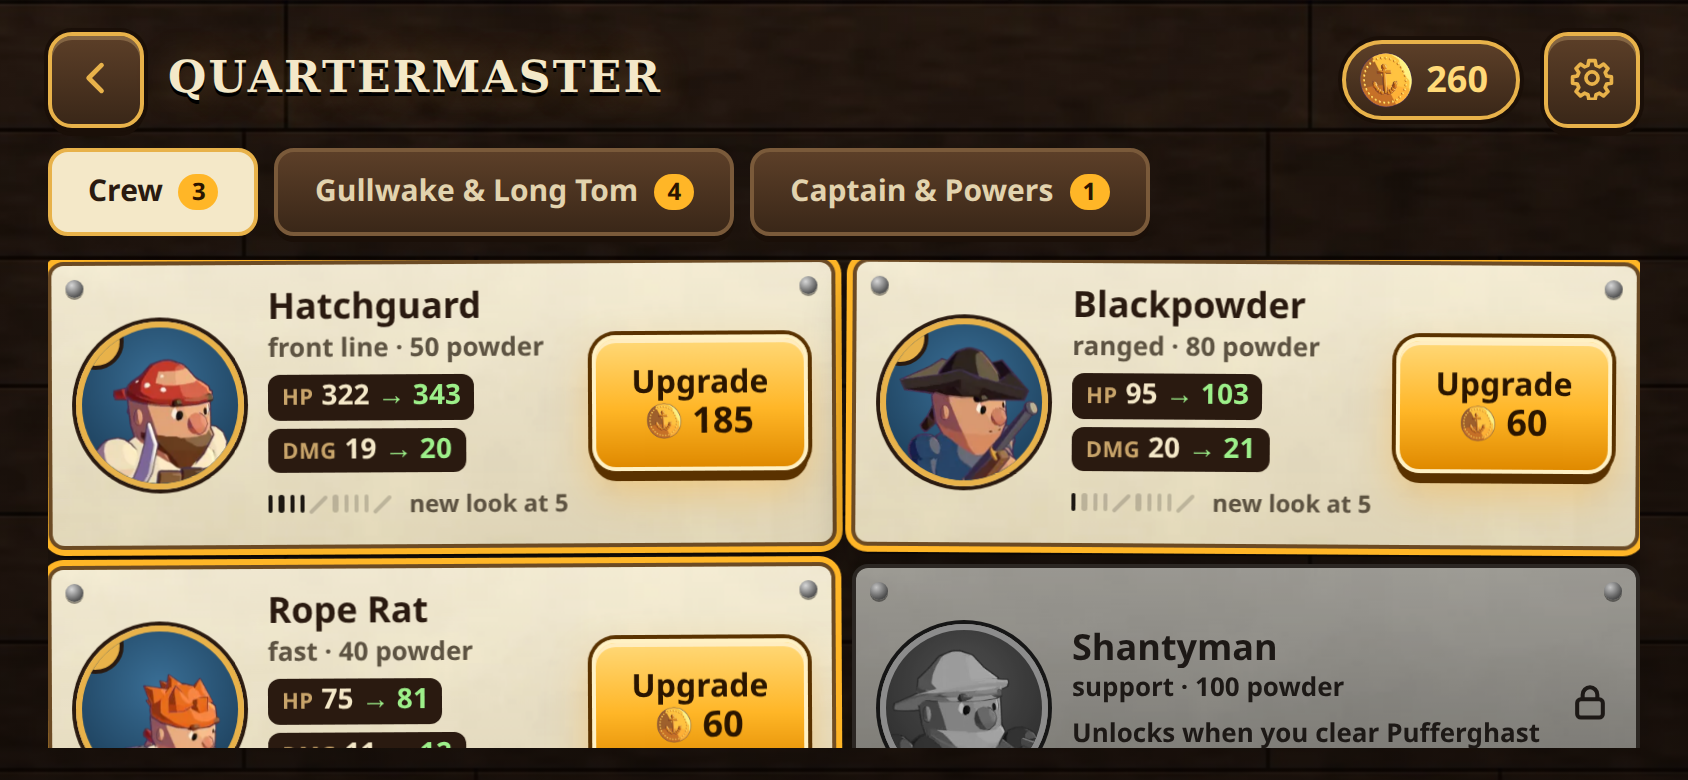 QUARTERMASTER
260
Crew 3
Gullwake & Long Tom 4
Captain & Powers 1
Hatchguard
front line · 50 powder
HP 322 → 343
DMG 19 → 20
new look at 5
Upgrade
185
Blackpowder
ranged · 80 powder
HP 95 → 103
DMG 20 → 21
new look at 5
Upgrade
60
Rope Rat
fast · 40 powder
HP 75 → 81
Upgrade
60
Shantyman
support · 100 powder
Unlocks when you clear Pufferghast